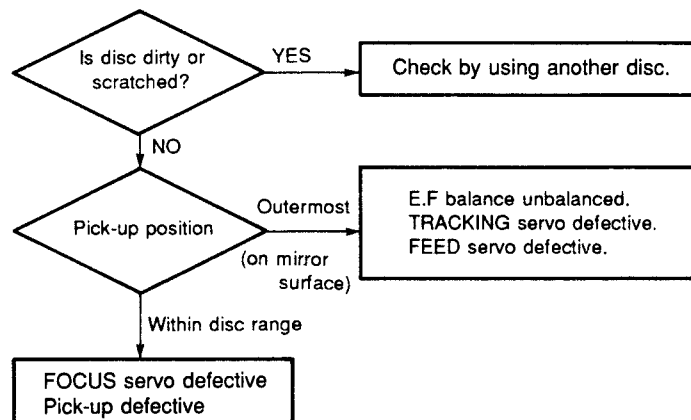 Is disc dirty or
scratched?
YES
Check by using another disc.
NO
Pick-up position
Outermost
(on mirror
surface)
E.F balance unbalanced.
TRACKING servo defective.
FEED servo defective.
Within disc range
FOCUS servo defective
Pick-up defective